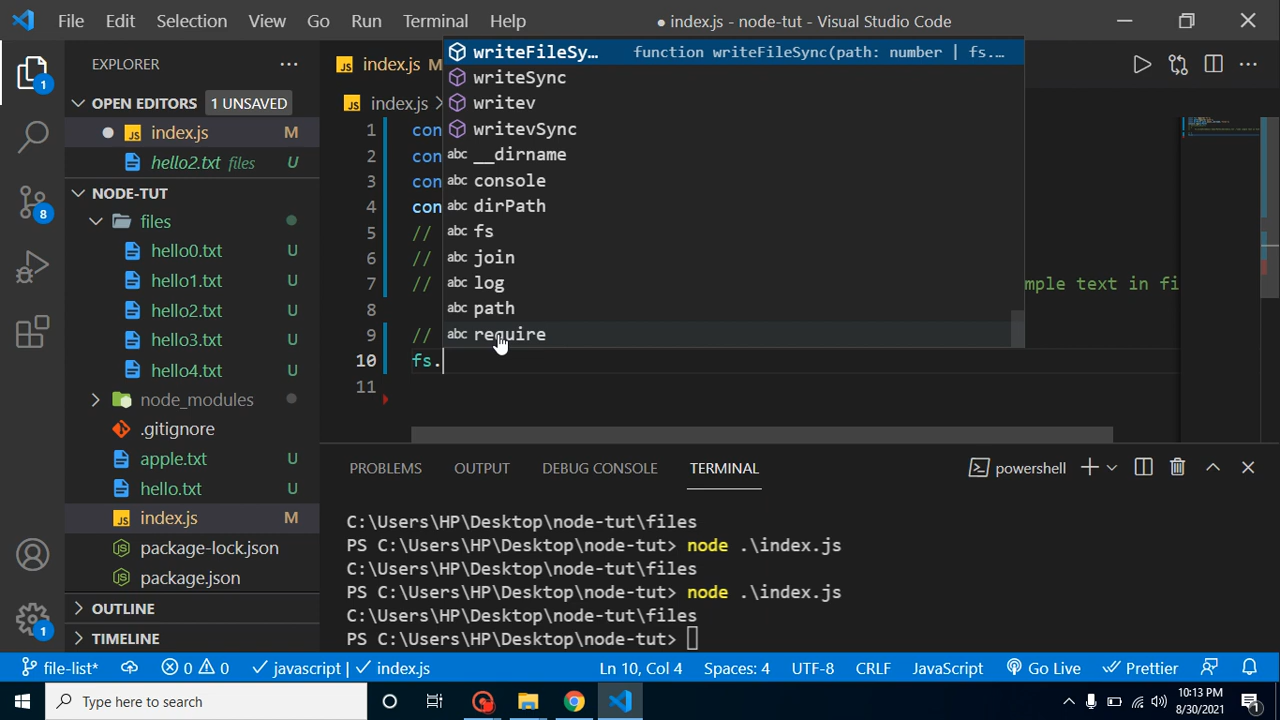 File Edit Selection View Go Run Terminal Help ● index.js - node-tut - Visual Studio Code
EXPLORER
OPEN EDITORS 1 UNSAVED
index.js M
hello2.txt files U
NODE-TUT
files
hello0.txt U
hello1.txt U
hello2.txt U
hello3.txt U
hello4.txt U
node_modules
.gitignore
apple.txt U
hello.txt U
index.js M
package-lock.json
package.json
OUTLINE
TIMELINE
1
8
1
index.js M
index.js
1 con
2 con
3 con
4 con
5 //
6 //
7 // mple text in fi
8
9 //
10 fs.
11
writeFileSy… function writeFileSync(path: number | fs.…
writeSync
writev
writevSync
abc __dirname
abc console
abc dirPath
abc fs
abc join
abc log
abc path
abc require
PROBLEMS OUTPUT DEBUG CONSOLE TERMINAL powershell
C:\Users\HP\Desktop\node-tut\files
PS C:\Users\HP\Desktop\node-tut> node .\index.js
C:\Users\HP\Desktop\node-tut\files
PS C:\Users\HP\Desktop\node-tut> node .\index.js
C:\Users\HP\Desktop\node-tut\files
PS C:\Users\HP\Desktop\node-tut>
file-list* 0 0 javascript | index.js Ln 10, Col 4 Spaces: 4 UTF-8 CRLF JavaScript Go Live Prettier
Type here to search
10:13 PM
8/30/2021
1